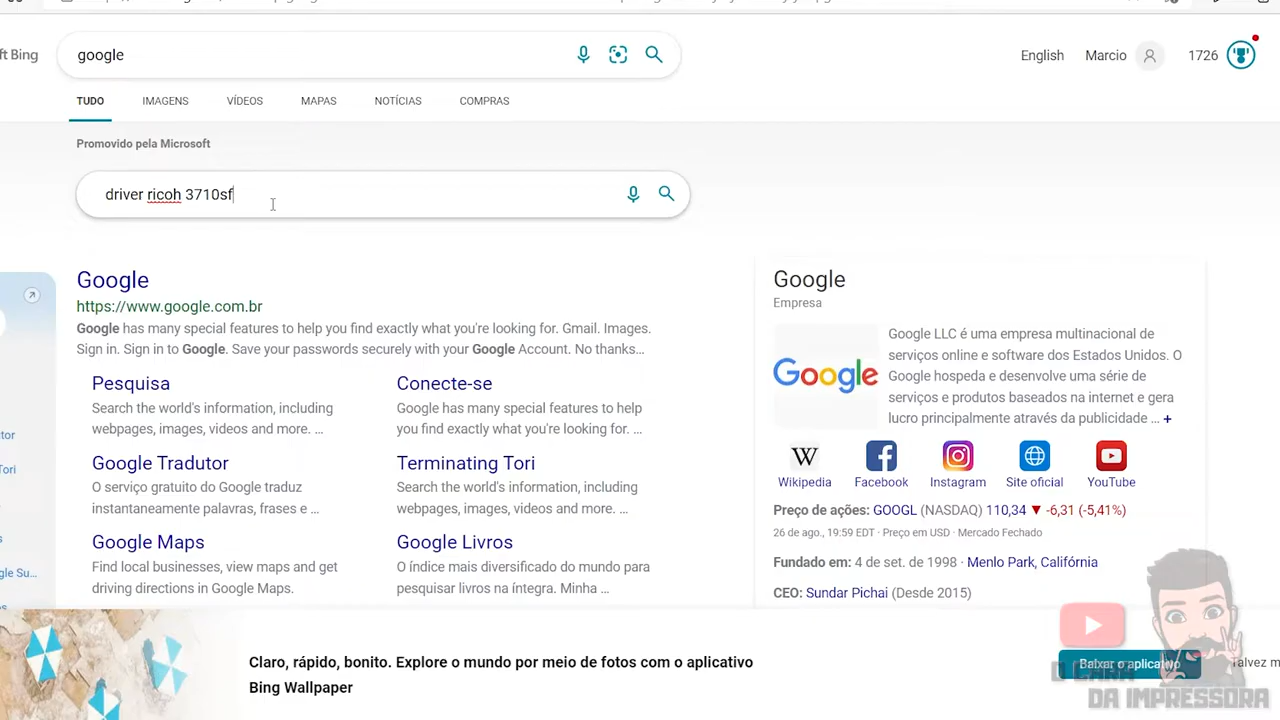 ft Bing
google
English
Marcio
1726
TUDO
IMAGENS
VÍDEOS
MAPAS
NOTÍCIAS
COMPRAS
Promovido pela Microsoft
driver ricoh 3710sf
Google
https://www.google.com.br
Google has many special features to help you find exactly what you're looking for. Gmail. Images.
Sign in. Sign in to Google. Save your passwords securely with your Google Account. No thanks...
Pesquisa
Search the world's information, including
webpages, images, videos and more. ...
Conecte-se
Google has many special features to help
you find exactly what you're looking for. ...
Google Tradutor
O serviço gratuito do Google traduz
instantaneamente palavras, frases e ...
Terminating Tori
Search the world's information, including
webpages, images, videos and more. ...
Google Maps
Find local businesses, view maps and get
driving directions in Google Maps.
Google Livros
O índice mais diversificado do mundo para
pesquisar livros na íntegra. Minha ...
tor
Tori
s
gle Su...
os
Google
Empresa
Google
Google LLC é uma empresa multinacional de
serviços online e software dos Estados Unidos. O
Google hospeda e desenvolve uma série de
serviços e produtos baseados na internet e gera
lucro principalmente através da publicidade ... +
W
Wikipedia
Facebook
Instagram
Site oficial
YouTube
Preço de ações: GOOGL (NASDAQ) 110,34 ▼ -6,31 (-5,41%)
26 de ago., 19:59 EDT · Preço em USD · Mercado Fechado
Fundado em: 4 de set. de 1998 · Menlo Park, Califórnia
CEO: Sundar Pichai (Desde 2015)
Claro, rápido, bonito. Explore o mundo por meio de fotos com o aplicativo
Bing Wallpaper
Baixar o aplicativo
Talvez m
O CARA
DA IMPRESSORA